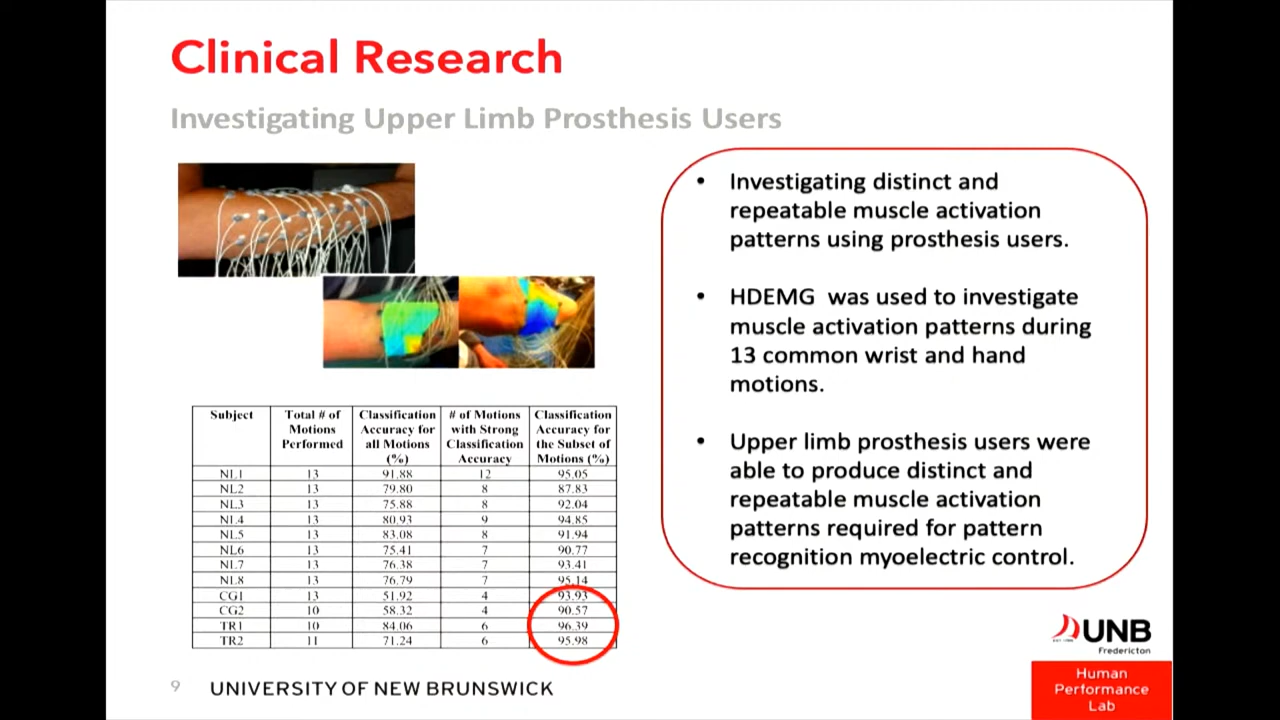 Clinical Research
Investigating Upper Limb Prosthesis Users
• Investigating distinct and
repeatable muscle activation
patterns using prosthesis users.
• HDEMG was used to investigate
muscle activation patterns during
13 common wrist and hand
motions.
• Upper limb prosthesis users were
able to produce distinct and
repeatable muscle activation
patterns required for pattern
recognition myoelectric control.
Subject Total # of Motions Performed Classification Accuracy for all Motions (%) # of Motions with Strong Classification Accuracy Classification Accuracy for the Subset of Motions (%)
NL1 13 91.88 12 95.05
NL2 13 79.80 8 87.83
NL3 13 75.88 8 92.04
NL4 13 80.93 9 94.85
NL5 13 83.08 8 91.94
NL6 13 75.41 7 90.77
NL7 13 76.38 7 93.41
NL8 13 76.79 7 95.14
CG1 13 51.92 4 93.93
CG2 10 58.32 4 90.57
TR1 10 84.06 6 96.39
TR2 11 71.24 6 95.98
UNB
Fredericton
Human
Performance
Lab
9 UNIVERSITY OF NEW BRUNSWICK